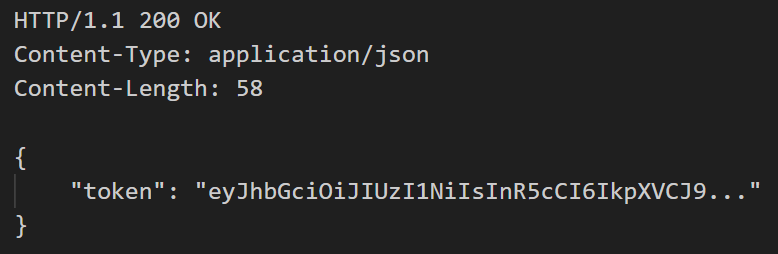 HTTP/1.1 200 OK
Content-Type: application/json
Content-Length: 58

{
    "token": "eyJhbGciOiJIUzI1NiIsInR5cCI6IkpXVCJ9..."
}